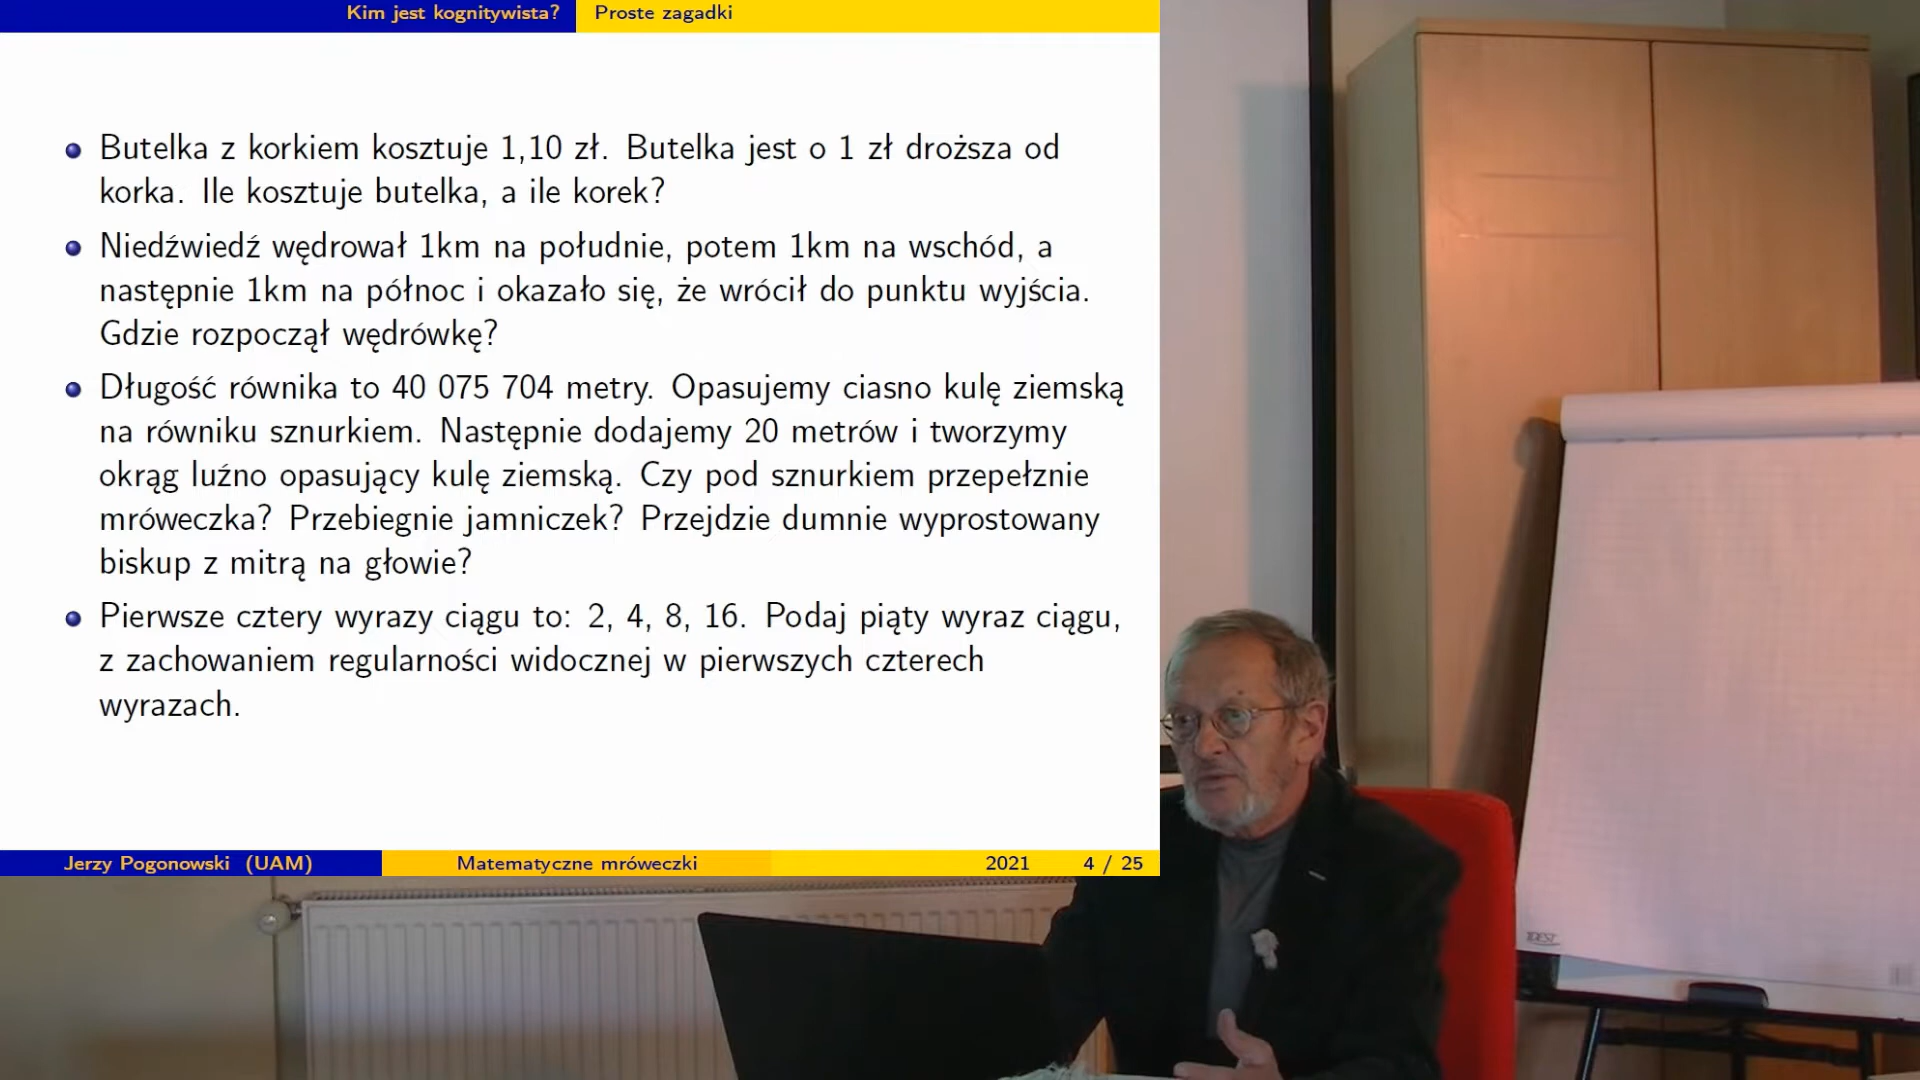 Kim jest kognitywista? Proste zagadki
Butelka z korkiem kosztuje 1,10 zł. Butelka jest o 1 zł droższa od
korka. Ile kosztuje butelka, a ile korek?
Niedźwiedź wędrował 1km na południe, potem 1km na wschód, a
następnie 1km na północ i okazało się, że wrócił do punktu wyjścia.
Gdzie rozpoczął wędrówkę?
Długość równika to 40 075 704 metry. Opasujemy ciasno kulę ziemską
na równiku sznurkiem. Następnie dodajemy 20 metrów i tworzymy
okrąg luźno opasujący kulę ziemską. Czy pod sznurkiem przepełznie
mróweczka? Przebiegnie jamniczek? Przejdzie dumnie wyprostowany
biskup z mitrą na głowie?
Pierwsze cztery wyrazy ciągu to: 2, 4, 8, 16. Podaj piąty wyraz ciągu,
z zachowaniem regularności widocznej w pierwszych czterech
wyrazach.
Jerzy Pogonowski (UAM) Matematyczne mróweczki 2021 4 / 25